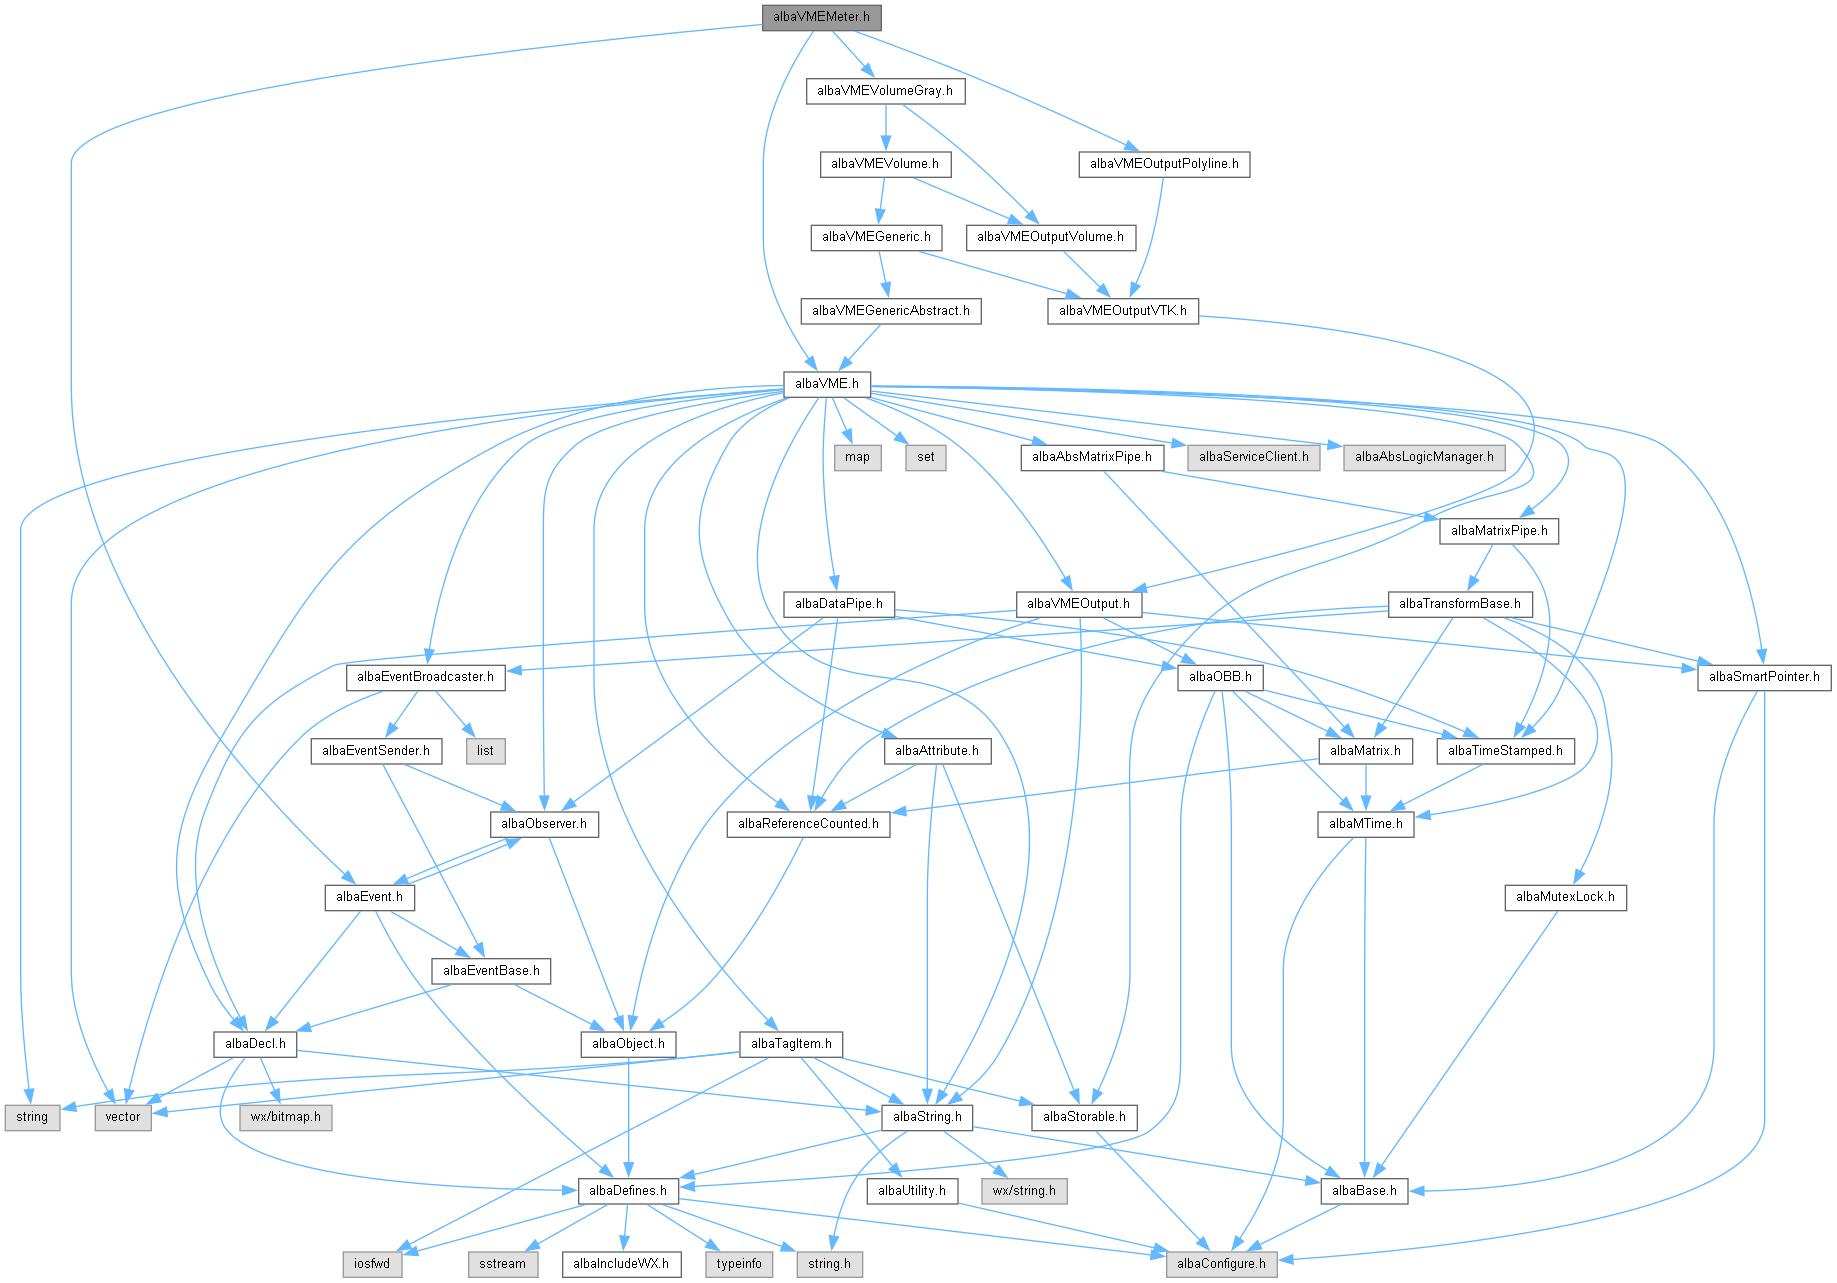 albaVMEMeter.h
albaVMEVolumeGray.h
albaVMEVolume.h
albaVMEOutputPolyline.h
albaVMEGeneric.h
albaVMEOutputVolume.h
albaVMEGenericAbstract.h
albaVMEOutputVTK.h
albaVME.h
map
set
albaAbsMatrixPipe.h
albaServiceClient.h
albaAbsLogicManager.h
albaMatrixPipe.h
albaDataPipe.h
albaVMEOutput.h
albaTransformBase.h
albaEventBroadcaster.h
albaOBB.h
albaSmartPointer.h
albaEventSender.h
list
albaAttribute.h
albaMatrix.h
albaTimeStamped.h
albaObserver.h
albaReferenceCounted.h
albaMTime.h
albaEvent.h
albaMutexLock.h
albaEventBase.h
albaDecl.h
albaObject.h
albaTagItem.h
string
vector
wx/bitmap.h
albaString.h
albaStorable.h
albaDefines.h
albaUtility.h
wx/string.h
albaBase.h
iosfwd
sstream
albaIncludeWX.h
typeinfo
string.h
albaConfigure.h